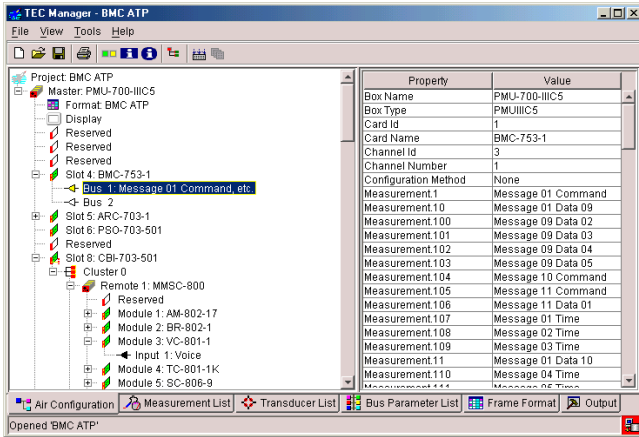 TEC Manager - BMC ATP
File View Tools Help
Project: BMC ATP
Master: PMU-700-IIIC5
Format: BMC ATP
Display
Reserved
Reserved
Reserved
Slot 4: BMC-753-1
Bus 1: Message 01 Command, etc.
Bus 2
Slot 5: ARC-703-1
Slot 6: PSO-703-501
Reserved
Slot 8: CBI-703-501
Cluster 0
Remote 1: MMSC-800
Reserved
Module 1: AM-802-17
Module 2: BR-802-1
Module 3: VC-801-1
Input 1: Voice
Module 4: TC-801-1K
Module 5: SC-806-9
Property Value
Box Name PMU-700-IIIC5
Box Type PMUIIIC5
Card Id 1
Card Name BMC-753-1
Channel Id 3
Channel Number 1
Configuration Method None
Measurement.1 Message 01 Command
Measurement.10 Message 01 Data 09
Measurement.100 Message 09 Data 02
Measurement.101 Message 09 Data 03
Measurement.102 Message 09 Data 04
Measurement.103 Message 09 Data 05
Measurement.104 Message 10 Command
Measurement.105 Message 11 Command
Measurement.106 Message 11 Data 01
Measurement.107 Message 01 Time
Measurement.108 Message 02 Time
Measurement.109 Message 03 Time
Measurement.11 Message 01 Data 10
Measurement.110 Message 04 Time
Measurement.111 Message 05 Time
Air Configuration Measurement List Transducer List Bus Parameter List Frame Format Output
Opened 'BMC ATP'